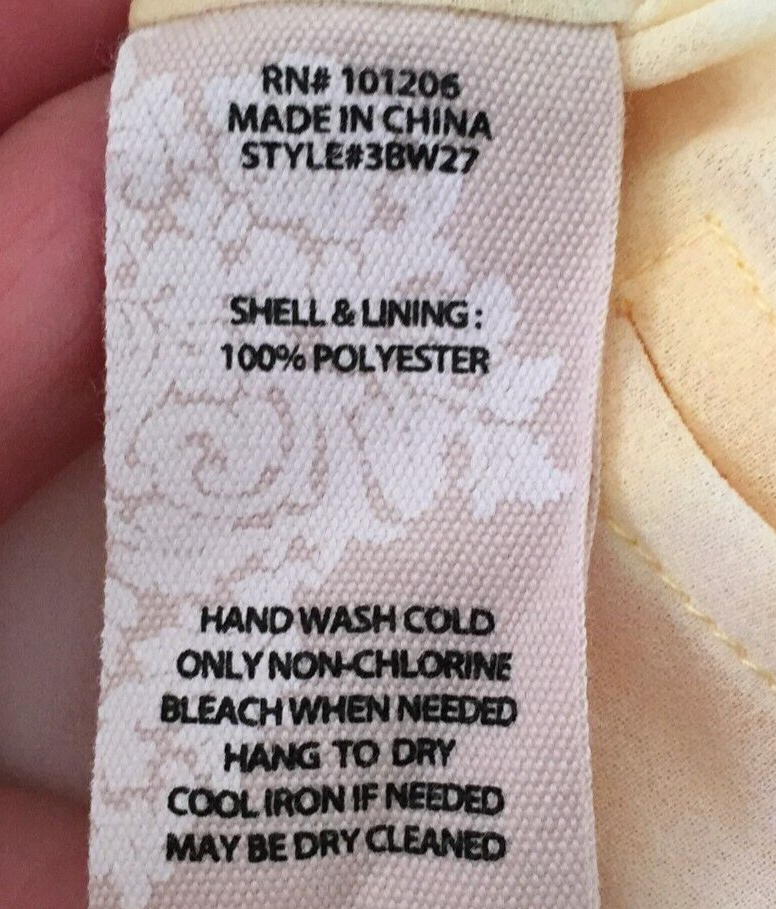 RN# 101206
MADE IN CHINA
STYLE#3BW27
SHELL & LINING :
100% POLYESTER
HAND WASH COLD
ONLY NON-CHLORINE
BLEACH WHEN NEEDED
HANG TO DRY
COOL IRON IF NEEDED
MAY BE DRY CLEANED